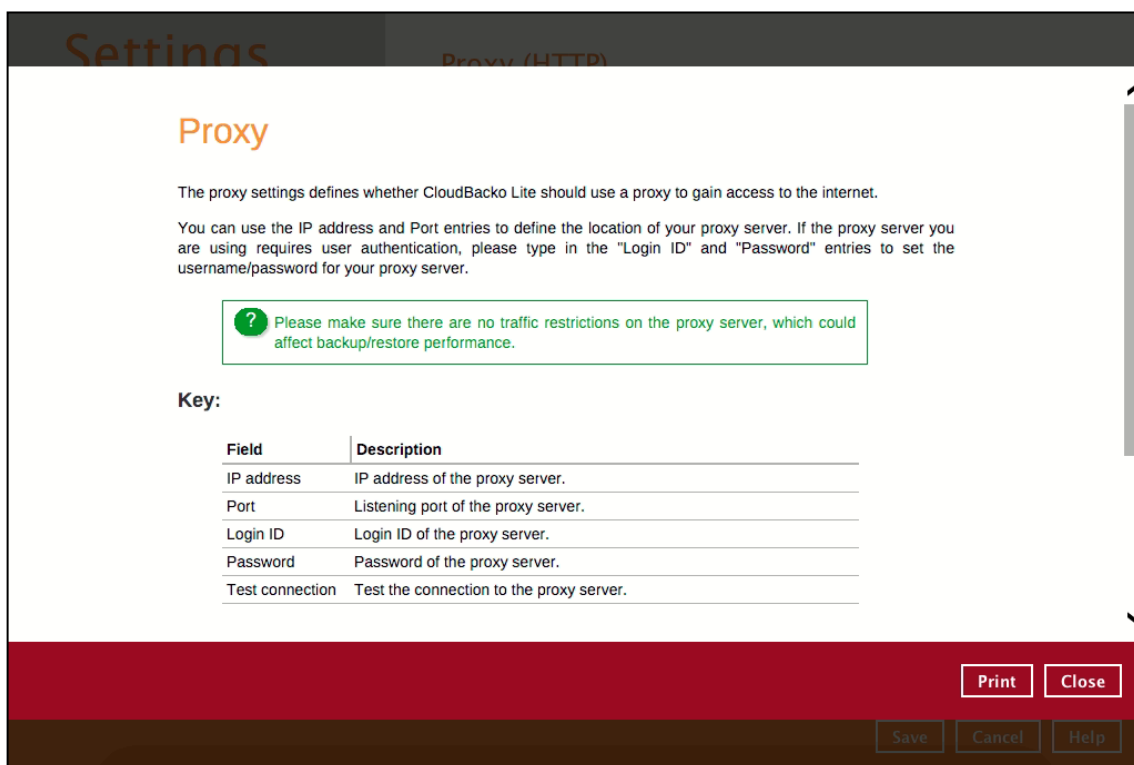 Settings
Proxy (HTTP)
Proxy
The proxy settings defines whether CloudBacko Lite should use a proxy to gain access to the internet.
You can use the IP address and Port entries to define the location of your proxy server. If the proxy server you
are using requires user authentication, please type in the "Login ID" and "Password" entries to set the
username/password for your proxy server.
? Please make sure there are no traffic restrictions on the proxy server, which could
affect backup/restore performance.
Key:
Field Description
IP address IP address of the proxy server.
Port Listening port of the proxy server.
Login ID Login ID of the proxy server.
Password Password of the proxy server.
Test connection Test the connection to the proxy server.
Print Close
Save Cancel Help